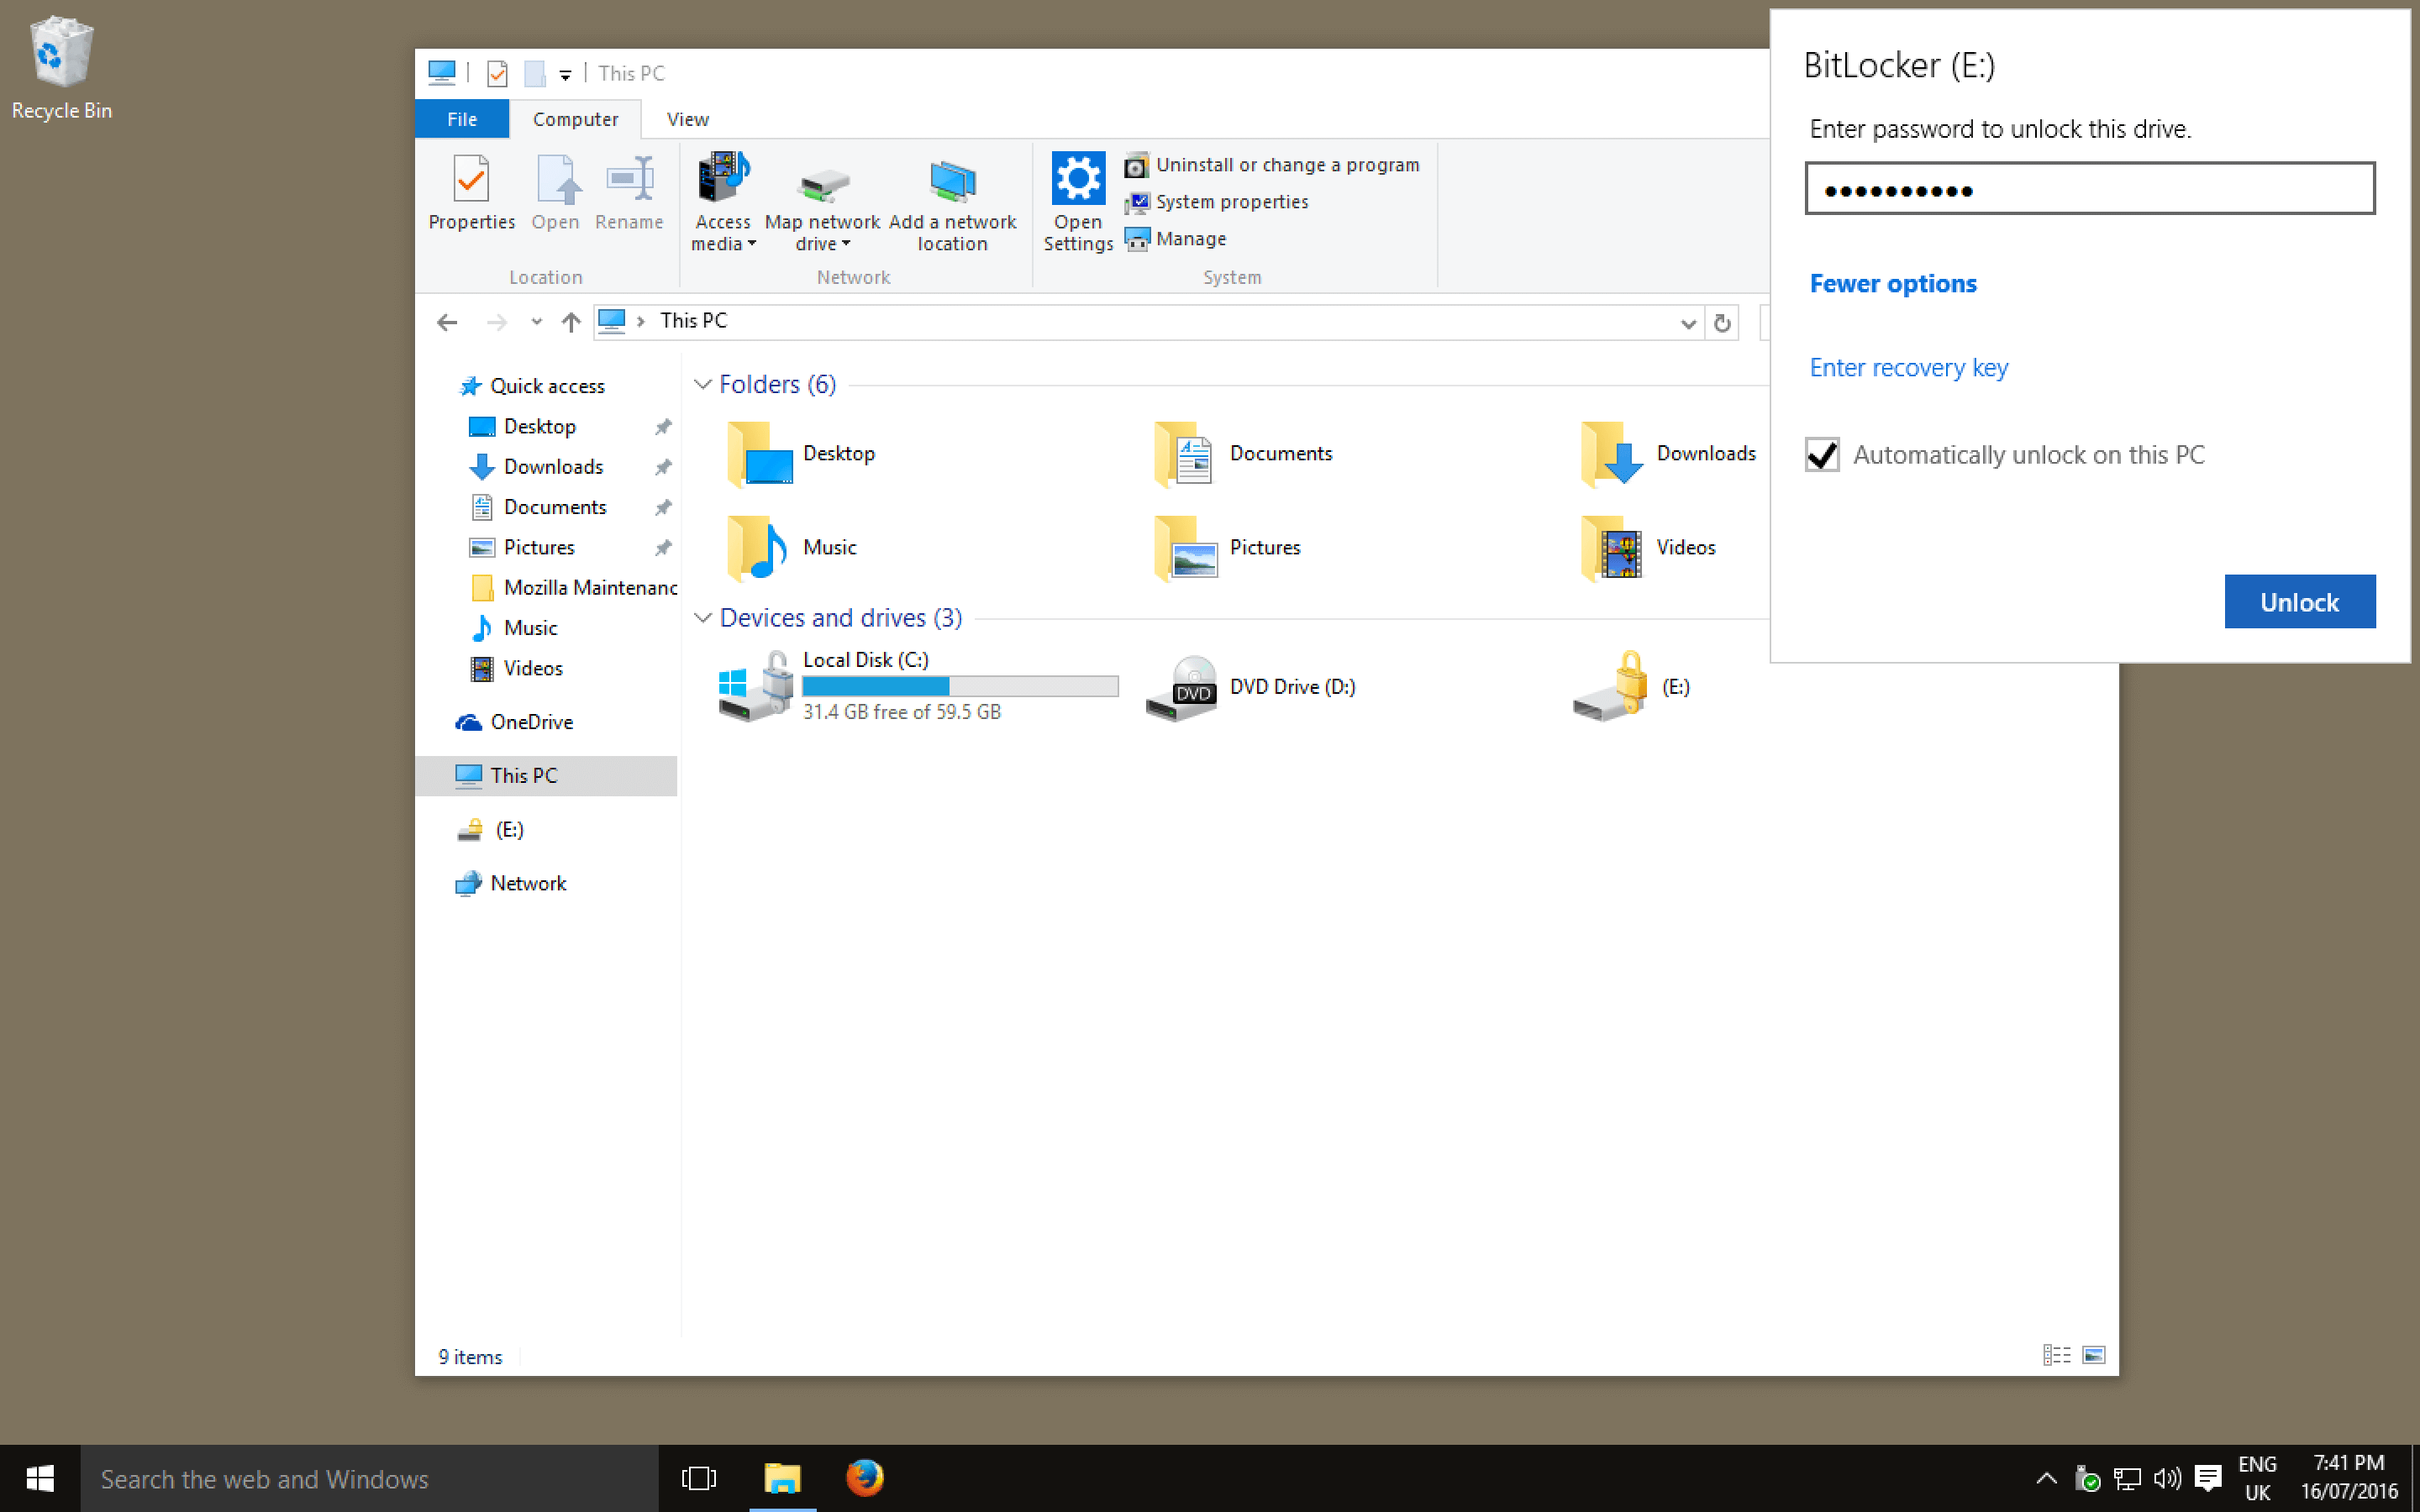 Recycle Bin
This PC
File
Computer
View
Properties
Open
Rename
Access
media
Map network
drive
Add a network
location
Open
Settings
Uninstall or change a program
System properties
Manage
Location
Network
System
This PC
Quick access
Desktop
Downloads
Documents
Pictures
Mozilla Maintenanc
Music
Videos
OneDrive
This PC
(E:)
Network
Folders (6)
Desktop
Documents
Downloads
Music
Pictures
Videos
Devices and drives (3)
Local Disk (C:)
31.4 GB free of 59.5 GB
DVD
DVD Drive (D:)
(E:)
9 items
BitLocker (E:)
Enter password to unlock this drive.
●●●●●●●●●●
Fewer options
Enter recovery key
Automatically unlock on this PC
Unlock
Search the web and Windows
ENG
UK
7:41 PM
16/07/2016